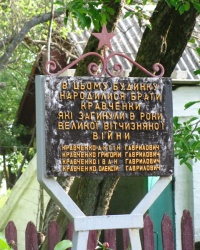 В ЦЬОМУ БУДИНКУ
НАРОДИЛИСЯ БРАТИ
КРАВЧЕНКИ
ЯКІ ЗАГИНУЛИ В РОКИ
ВЕЛИКОЇ ВІТЧИЗНЯНОЇ
ВІЙНИ
КРАВЧЕНКО ГАВРИЛОВИЧ
КРАВЧЕНКО ГРИГОРІЙ ГАВРИЛОВИЧ
КРАВЧЕНКО ІВАН ГАВРИЛОВИЧ
КРАВЧЕНКО ГАВРИЛОВИЧ